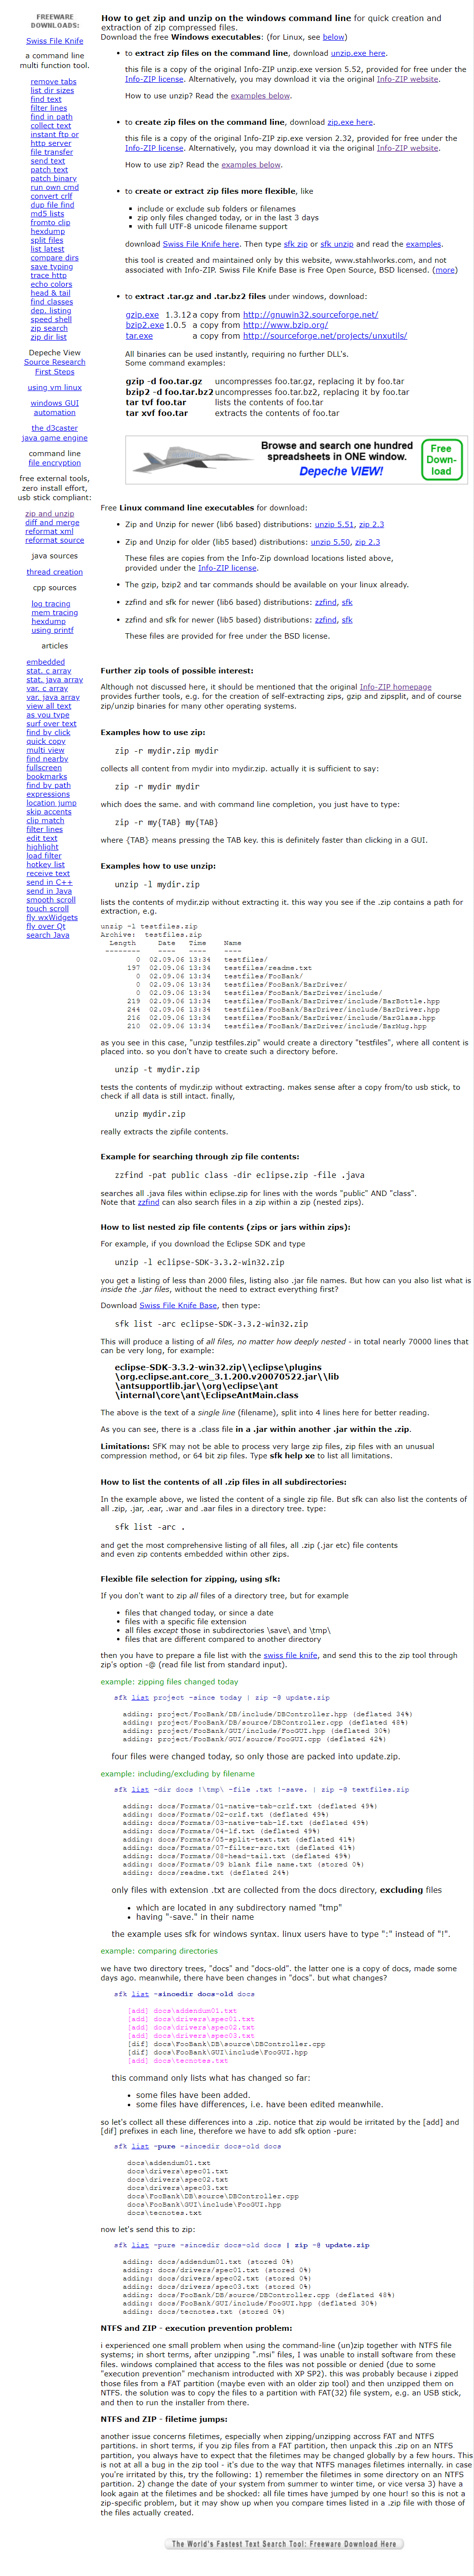 FREEWARE
DOWNLOADS:
Swiss File Knife
a command line
multi function tool.
remove tabs
list dir sizes
find text
filter lines
find in path
collect text
instant ftp or
http server
file transfer
send text
patch text
patch binary
run own cmd
convert crlf
dup file find
md5 lists
fromto clip
hexdump
split files
list latest
compare dirs
save typing
trace http
echo colors
head & tail
find classes
dep. listing
speed shell
zip search
zip dir list
Depeche View
Source Research
First Steps
using vm linux
windows GUI
automation
the d3caster
java game engine
command line
file encryption
free external tools,
zero install effort,
usb stick compliant:
zip and unzip
diff and merge
reformat xml
reformat source
java sources
thread creation
cpp sources
log tracing
mem tracing
hexdump
using printf
articles
embedded
stat. c array
stat. java array
var. c array
var. java array
view all text
as you type
surf over text
find by click
quick copy
multi view
find nearby
fullscreen
bookmarks
find by path
expressions
location jump
skip accents
clip match
filter lines
edit text
highlight
load filter
hotkey list
receive text
send in C++
send in Java
smooth scroll
touch scroll
fly wxWidgets
fly over Qt
search Java
How to get zip and unzip on the windows command line for quick creation and
extraction of zip compressed files.
Download the free Windows executables: (for Linux, see below)
• to extract zip files on the command line, download unzip.exe here.
this file is a copy of the original Info-ZIP unzip.exe version 5.52, provided for free under the
Info-ZIP license. Alternatively, you may download it via the original Info-ZIP website.
How to use unzip? Read the examples below.
• to create zip files on the command line, download zip.exe here.
this file is a copy of the original Info-ZIP zip.exe version 2.32, provided for free under the
Info-ZIP license. Alternatively, you may download it via the original Info-ZIP website.
How to use zip? Read the examples below.
• to create or extract zip files more flexible, like
▪ include or exclude sub folders or filenames
▪ zip only files changed today, or in the last 3 days
▪ with full UTF-8 unicode filename support
download Swiss File Knife here. Then type sfk zip or sfk unzip and read the examples.
this tool is created and maintained only by this website, www.stahlworks.com, and not
associated with Info-ZIP. Swiss File Knife Base is Free Open Source, BSD licensed. (more)
• to extract .tar.gz and .tar.bz2 files under windows, download:
gzip.exe 1.3.12 a copy from http://gnuwin32.sourceforge.net/
bzip2.exe 1.0.5 a copy from http://www.bzip.org/
tar.exe a copy from http://sourceforge.net/projects/unxutils/
All binaries can be used instantly, requiring no further DLL's.
Some command examples:
gzip -d foo.tar.gz uncompresses foo.tar.gz, replacing it by foo.tar
bzip2 -d foo.tar.bz2 uncompresses foo.tar.bz2, replacing it by foo.tar
tar tvf foo.tar lists the contents of foo.tar
tar xvf foo.tar extracts the contents of foo.tar
Browse and search one hundred
spreadsheets in ONE window.
Depeche VIEW!
Free
Down-
load
Free Linux command line executables for download:
• Zip and Unzip for newer (lib6 based) distributions: unzip 5.51, zip 2.3
• Zip and Unzip for older (lib5 based) distributions: unzip 5.50, zip 2.3
These files are copies from the Info-Zip download locations listed above,
provided under the Info-ZIP license.
• The gzip, bzip2 and tar commands should be available on your linux already.
• zzfind and sfk for newer (lib6 based) distributions: zzfind, sfk
• zzfind and sfk for newer (lib5 based) distributions: zzfind, sfk
These files are provided for free under the BSD license.
Further zip tools of possible interest:
Although not discussed here, it should be mentioned that the original Info-ZIP homepage
provides further tools, e.g. for the creation of self-extracting zips, gzip and zipsplit, and of course
zip/unzip binaries for many other operating systems.
Examples how to use zip:
zip -r mydir.zip mydir
collects all content from mydir into mydir.zip. actually it is sufficient to say:
zip -r mydir mydir
which does the same. and with command line completion, you just have to type:
zip -r my{TAB} my{TAB}
where {TAB} means pressing the TAB key. this is definitely faster than clicking in a GUI.
Examples how to use unzip:
unzip -l mydir.zip
lists the contents of mydir.zip without extracting it. this way you see if the .zip contains a path for
extraction, e.g.
unzip -l testfiles.zip
Archive: testfiles.zip
Length Date Time Name
-------- ---- ---- ----
0 02.09.06 13:34 testfiles/
197 02.09.06 13:34 testfiles/readme.txt
0 02.09.06 13:34 testfiles/FooBank/
0 02.09.06 13:34 testfiles/FooBank/BarDriver/
0 02.09.06 13:34 testfiles/FooBank/BarDriver/include/
219 02.09.06 13:34 testfiles/FooBank/BarDriver/include/BarBottle.hpp
244 02.09.06 13:34 testfiles/FooBank/BarDriver/include/BarDriver.hpp
216 02.09.06 13:34 testfiles/FooBank/BarDriver/include/BarGlass.hpp
210 02.09.06 13:34 testfiles/FooBank/BarDriver/include/BarMug.hpp
as you see in this case, "unzip testfiles.zip" would create a directory "testfiles", where all content is
placed into. so you don't have to create such a directory before.
unzip -t mydir.zip
tests the contents of mydir.zip without extracting. makes sense after a copy from/to usb stick, to
check if all data is still intact. finally,
unzip mydir.zip
really extracts the zipfile contents.
Example for searching through zip file contents:
zzfind -pat public class -dir eclipse.zip -file .java
searches all .java files within eclipse.zip for lines with the words "public" AND "class".
Note that zzfind can also search files in a zip within a zip (nested zips).
How to list nested zip file contents (zips or jars within zips):
For example, if you download the Eclipse SDK and type
unzip -l eclipse-SDK-3.3.2-win32.zip
you get a listing of less than 2000 files, listing also .jar file names. But how can you also list what is
inside the .jar files, without the need to extract everything first?
Download Swiss File Knife Base, then type:
sfk list -arc eclipse-SDK-3.3.2-win32.zip
This will produce a listing of all files, no matter how deeply nested - in total nearly 70000 lines that
can be very long, for example:
eclipse-SDK-3.3.2-win32.zip\\eclipse\plugins
\org.eclipse.ant.core_3.1.200.v20070522.jar\\lib
\antsupportlib.jar\\org\eclipse\ant
\internal\core\ant\EclipseAntMain.class
The above is the text of a single line (filename), split into 4 lines here for better reading.
As you can see, there is a .class file in a .jar within another .jar within the .zip.
Limitations: SFK may not be able to process very large zip files, zip files with an unusual
compression method, or 64 bit zip files. Type sfk help xe to list all limitations.
How to list the contents of all .zip files in all subdirectories:
In the example above, we listed the content of a single zip file. But sfk can also list the contents of
all .zip, .jar, .ear, .war and .aar files in a directory tree. type:
sfk list -arc .
and get the most comprehensive listing of all files, all .zip (.jar etc) file contents
and even zip contents embedded within other zips.
Flexible file selection for zipping, using sfk:
If you don't want to zip all files of a directory tree, but for example
• files that changed today, or since a date
• files with a specific file extension
• all files except those in subdirectories \save\ and \tmp\
• files that are different compared to another directory
then you have to prepare a file list with the swiss file knife, and send this to the zip tool through
zip's option -@ (read file list from standard input).
example: zipping files changed today
sfk list project -since today | zip -@ update.zip
adding: project/FooBank/DB/include/DBController.hpp (deflated 34%)
adding: project/FooBank/DB/source/DBController.cpp (deflated 48%)
adding: project/FooBank/GUI/include/FooGUI.hpp (deflated 30%)
adding: project/FooBank/GUI/source/FooGUI.cpp (deflated 42%)
four files were changed today, so only those are packed into update.zip.
example: including/excluding by filename
sfk list -dir docs !\tmp\ -file .txt !-save. | zip -@ textfiles.zip
adding: docs/Formats/01-native-tab-crlf.txt (deflated 49%)
adding: docs/Formats/02-crlf.txt (deflated 49%)
adding: docs/Formats/03-native-tab-lf.txt (deflated 49%)
adding: docs/Formats/04-lf.txt (deflated 49%)
adding: docs/Formats/05-split-text.txt (deflated 41%)
adding: docs/Formats/07-filter-src.txt (deflated 41%)
adding: docs/Formats/08-head-tail.txt (deflated 49%)
adding: docs/Formats/09 blank file name.txt (stored 0%)
adding: docs/readme.txt (deflated 24%)
only files with extension .txt are collected from the docs directory, excluding files
• which are located in any subdirectory named "tmp"
• having "-save." in their name
the example uses sfk for windows syntax. linux users have to type ":" instead of "!".
example: comparing directories
we have two directory trees, "docs" and "docs-old". the latter one is a copy of docs, made some
days ago. meanwhile, there have been changes in "docs". but what changes?
sfk list -sincedir docs-old docs
[add] docs\addendum01.txt
[add] docs\drivers\spec01.txt
[add] docs\drivers\spec02.txt
[add] docs\drivers\spec03.txt
[dif] docs\FooBank\DB\source\DBController.cpp
[dif] docs\FooBank\GUI\include\FooGUI.hpp
[add] docs\tecnotes.txt
this command only lists what has changed so far:
• some files have been added.
• some files have differences, i.e. have been edited meanwhile.
so let's collect all these differences into a .zip. notice that zip would be irritated by the [add] and
[dif] prefixes in each line, therefore we have to add sfk option -pure:
sfk list -pure -sincedir docs-old docs
docs\addendum01.txt
docs\drivers\spec01.txt
docs\drivers\spec02.txt
docs\drivers\spec03.txt
docs\FooBank\DB\source\DBController.cpp
docs\FooBank\GUI\include\FooGUI.hpp
docs\tecnotes.txt
now let's send this to zip:
sfk list -pure -sincedir docs-old docs | zip -@ update.zip
adding: docs/addendum01.txt (stored 0%)
adding: docs/drivers/spec01.txt (stored 0%)
adding: docs/drivers/spec02.txt (stored 0%)
adding: docs/drivers/spec03.txt (stored 0%)
adding: docs/FooBank/DB/source/DBController.cpp (deflated 48%)
adding: docs/FooBank/GUI/include/FooGUI.hpp (deflated 30%)
adding: docs/tecnotes.txt (stored 0%)
NTFS and ZIP - execution prevention problem:
i experienced one small problem when using the command-line (un)zip together with NTFS file
systems; in short terms, after unzipping ".msi" files, I was unable to install software from these
files. windows complained that access to the files was not possible or denied (due to some
"execution prevention" mechanism introducted with XP SP2). this was probably because i zipped
those files from a FAT partition (maybe even with an older zip tool) and then unzipped them on
NTFS. the solution was to copy the files to a partition with FAT(32) file system, e.g. an USB stick,
and then to run the installer from there.
NTFS and ZIP - filetime jumps:
another issue concerns filetimes, especially when zipping/unzipping accross FAT and NTFS
partitions. in short terms, if you zip files from a FAT partition, then unpack this .zip on an NTFS
partition, you always have to expect that the filetimes may be changed globally by a few hours. This
is not at all a bug in the zip tool - it's due to the way that NTFS manages filetimes internally. in case
you're irritated by this, try the following: 1) remember the filetimes in some directory on an NTFS
partition. 2) change the date of your system from summer to winter time, or vice versa 3) have a
look again at the filetimes and be shocked: all file times have jumped by one hour! so this is not a
zip-specific problem, but it may show up when you compare times listed in a .zip file with those of
the files actually created.
The World's Fastest Text Search Tool: Freeware Download Here